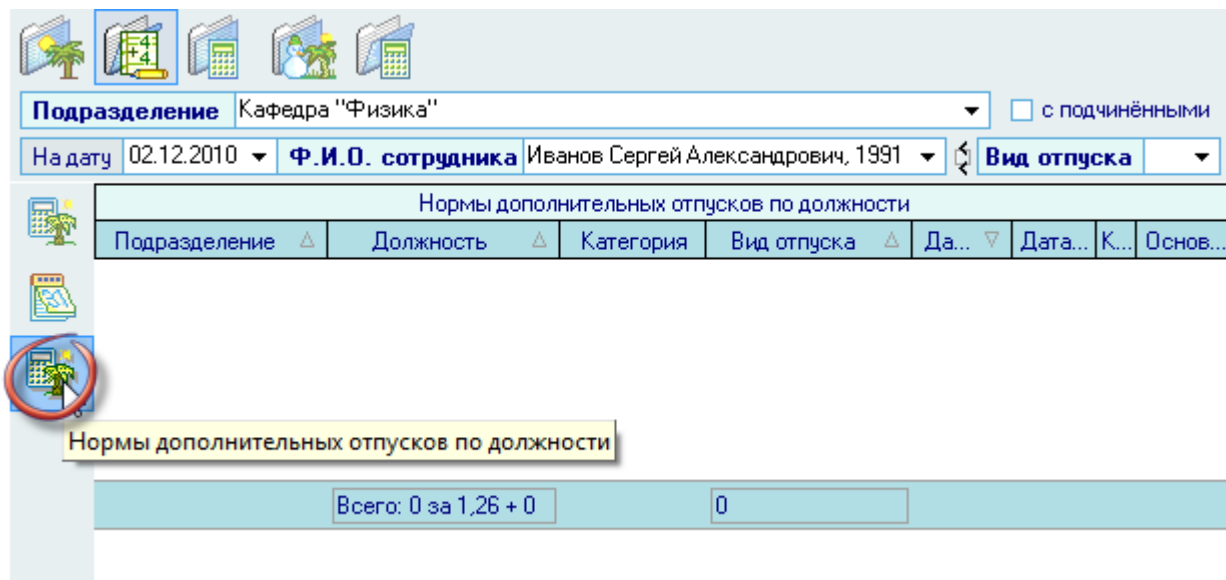 Подразделение Кафедра "Физика" с подчинёнными
На дату 02.12.2010 Ф.И.О. сотрудника Иванов Сергей Александрович, 1991 Вид отпуска
Нормы дополнительных отпусков по должности
Подразделение Должность Категория Вид отпуска Да... Дата... К... Основ...
Нормы дополнительных отпусков по должности
Всего: 0 за 1,26 + 0 0